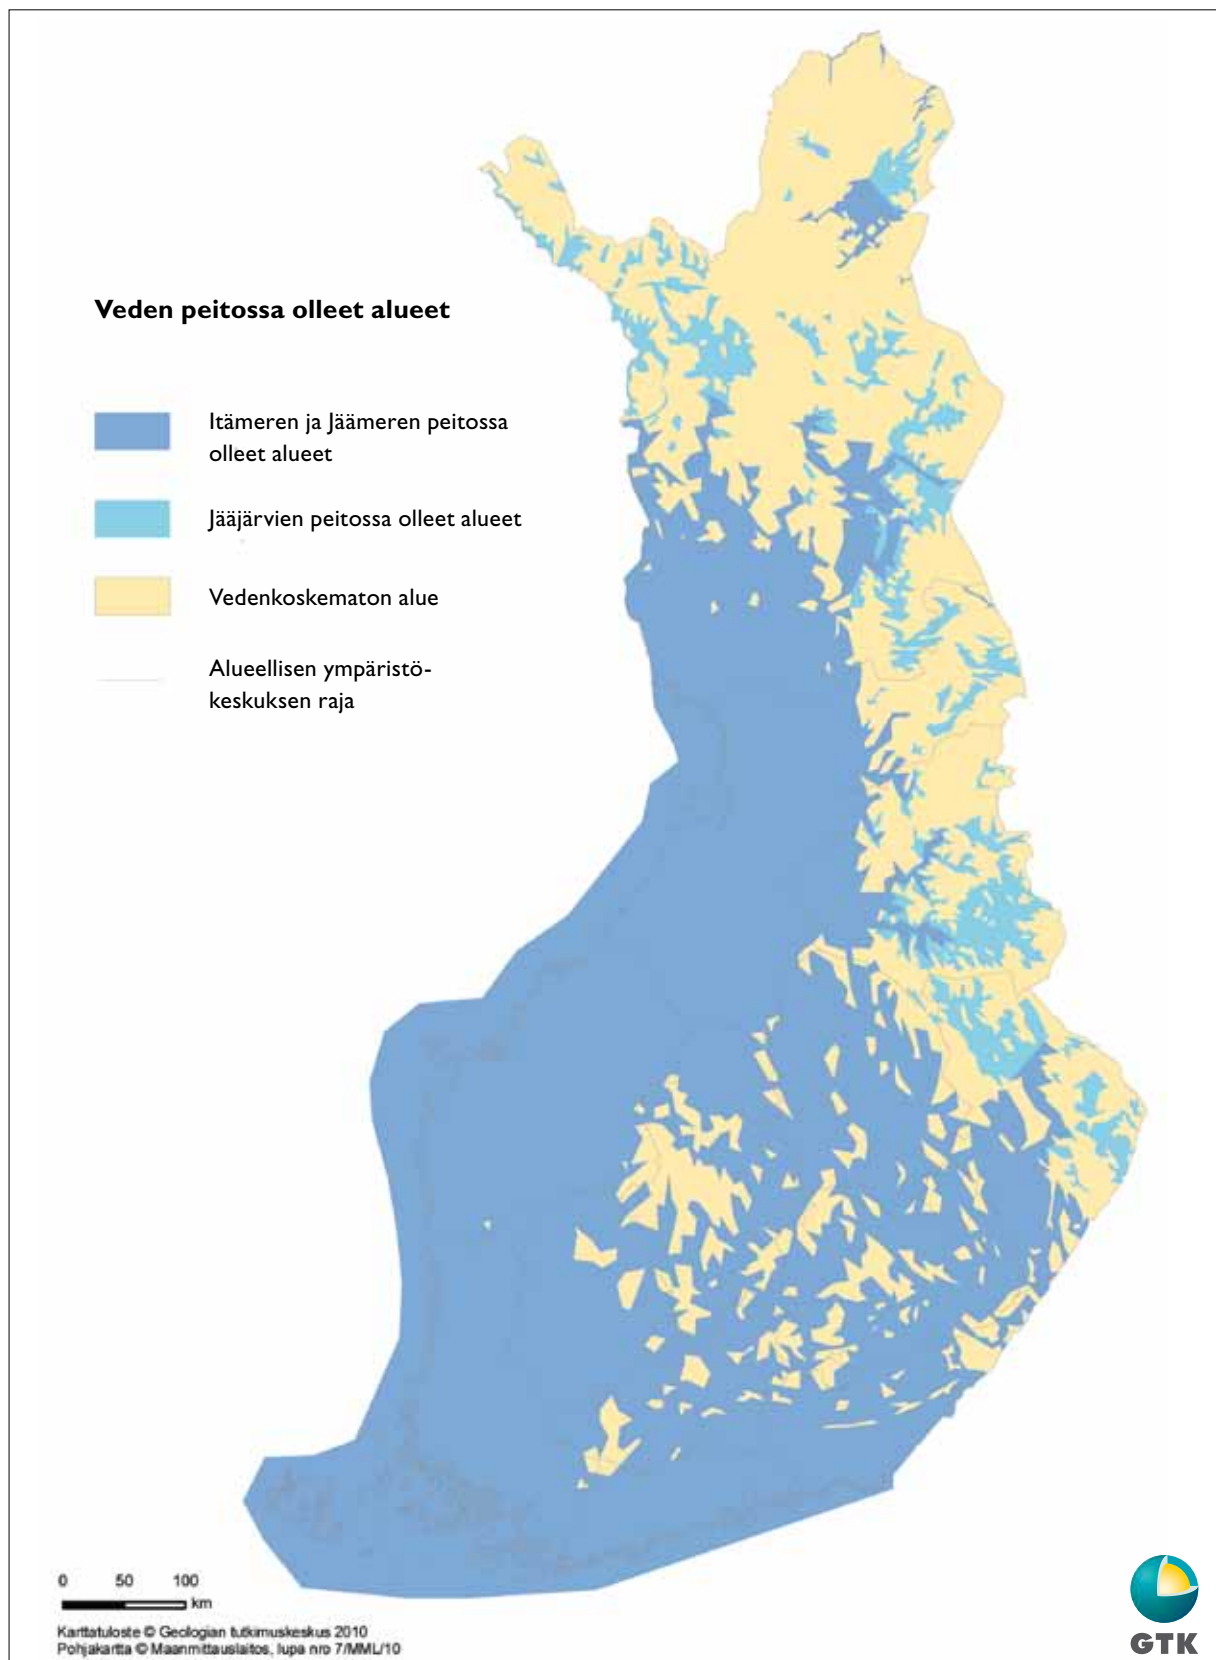 Veden peitossa olleet alueet
Itämeren ja Jäämeren peitossa
olleet alueet
Jääjärvien peitossa olleet alueet
Vedenkoskematon alue
Alueellisen ympäristö-
keskuksen raja
0 50 100
km
Karttatuloste © Geologian tutkimuskeskus 2010
Pohjakartta © Maanmittauslaitos, lupa nro 7/MML/10
GTK